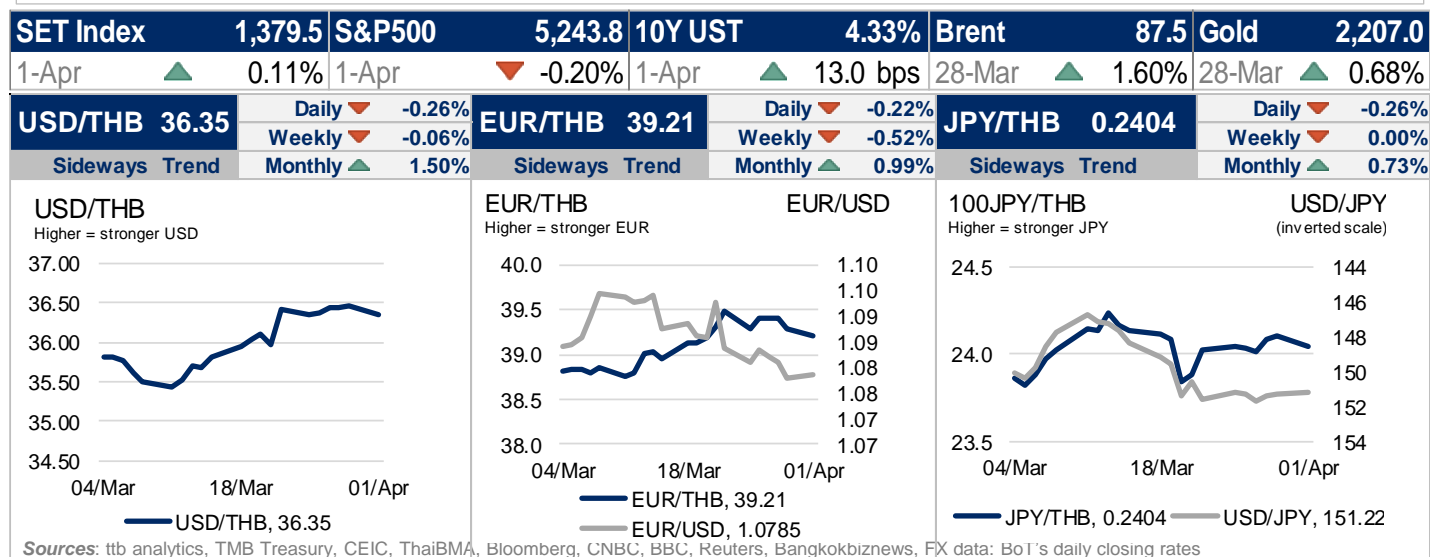 SET Index 1,379.5 S&P500 5,243.8 10Y UST 4.33% Brent 87.5 Gold 2,207.0
1-Apr 0.11% 1-Apr -0.20% 1-Apr 13.0 bps 28-Mar 1.60% 28-Mar 0.68%
USD/THB 36.35
Daily -0.26%
Weekly -0.06%
Sideways Trend Monthly 1.50%
EUR/THB 39.21
Daily -0.22%
Weekly -0.52%
Sideways Trend Monthly 0.99%
JPY/THB 0.2404
Daily -0.26%
Weekly 0.00%
Sideways Trend Monthly 0.73%
USD/THB
Higher = stronger USD
37.00
36.50
36.00
35.50
35.00
34.50
04/Mar 18/Mar 01/Apr
USD/THB, 36.35
EUR/THB EUR/USD
Higher = stronger EUR
40.0 1.10
1.10
39.5 1.09
39.0 1.09
1.08
38.5 1.08
1.07
38.0 1.07
04/Mar 18/Mar 01/Apr
EUR/THB, 39.21
EUR/USD, 1.0785
100JPY/THB USD/JPY
Higher = stronger JPY (inverted scale)
24.5 144
146
148
24.0 150
152
23.5 154
04/Mar 18/Mar 01/Apr
JPY/THB, 0.2404 USD/JPY, 151.22
Sources: ttb analytics, TMB Treasury, CEIC, ThaiBMA, Bloomberg, CNBC, BBC, Reuters, Bangkokbiznews, FX data: BoT's daily closing rates